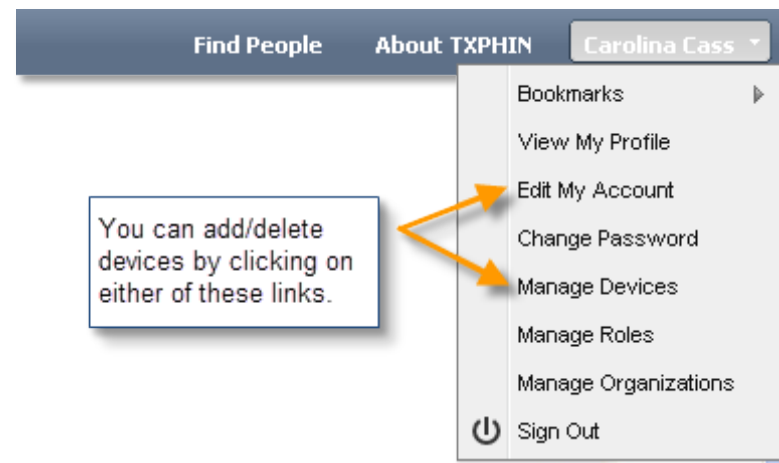 Find People About TXPHIN Carolina Cass
Bookmarks
View My Profile
Edit My Account
Change Password
Manage Devices
Manage Roles
Manage Organizations
Sign Out
You can add/delete
devices by clicking on
either of these links.